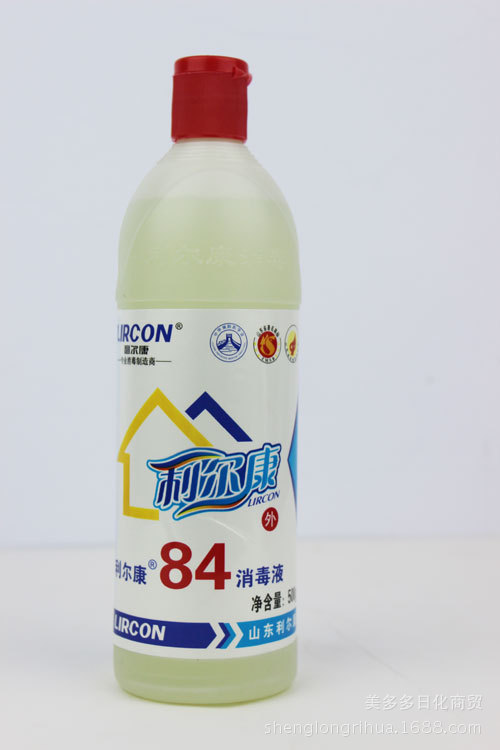 LIRCON®
利尔康
专业消毒制造商
利尔康
LIRCON
外
利尔康® 84 消毒液
净含量: 500
LIRCON 山东利尔康
美多多日化商贸
shenglongrihua.1688.com